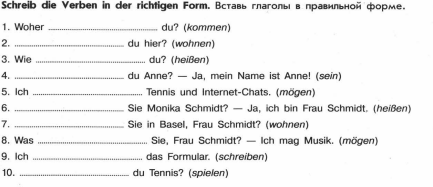 Schreib die Verben in der richtigen Form. Вставь глаголы в правильной форме.
1. Woher ........................................ du? (kommen)
2. ........................................ du hier? (wohnen)
3. Wie ........................................ du? (heißen)
4. ........................................ du Anne? — Ja, mein Name ist Anne! (sein)
5. Ich ........................................ Tennis und Internet-Chats. (mögen)
6. ........................................ Sie Monika Schmidt? — Ja, ich bin Frau Schmidt. (heißen)
7. ........................................ Sie in Basel, Frau Schmidt? (wohnen)
8. Was ........................................ Sie, Frau Schmidt? — Ich mag Musik. (mögen)
9. Ich ........................................ das Formular. (schreiben)
10. ........................................ du Tennis? (spielen)